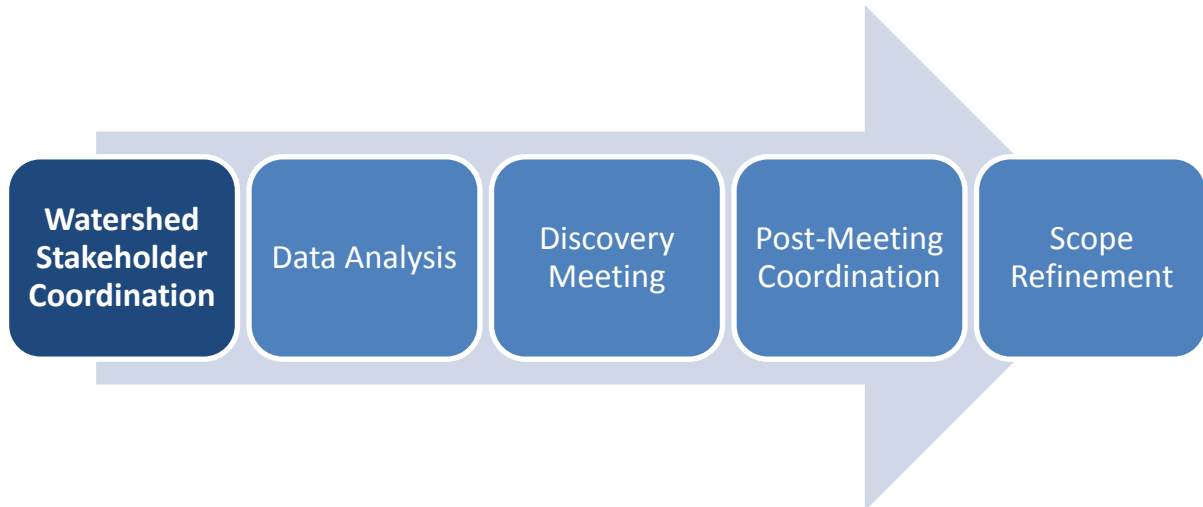 Watershed
Stakeholder
Coordination
Data Analysis
Discovery
Meeting
Post-Meeting
Coordination
Scope
Refinement